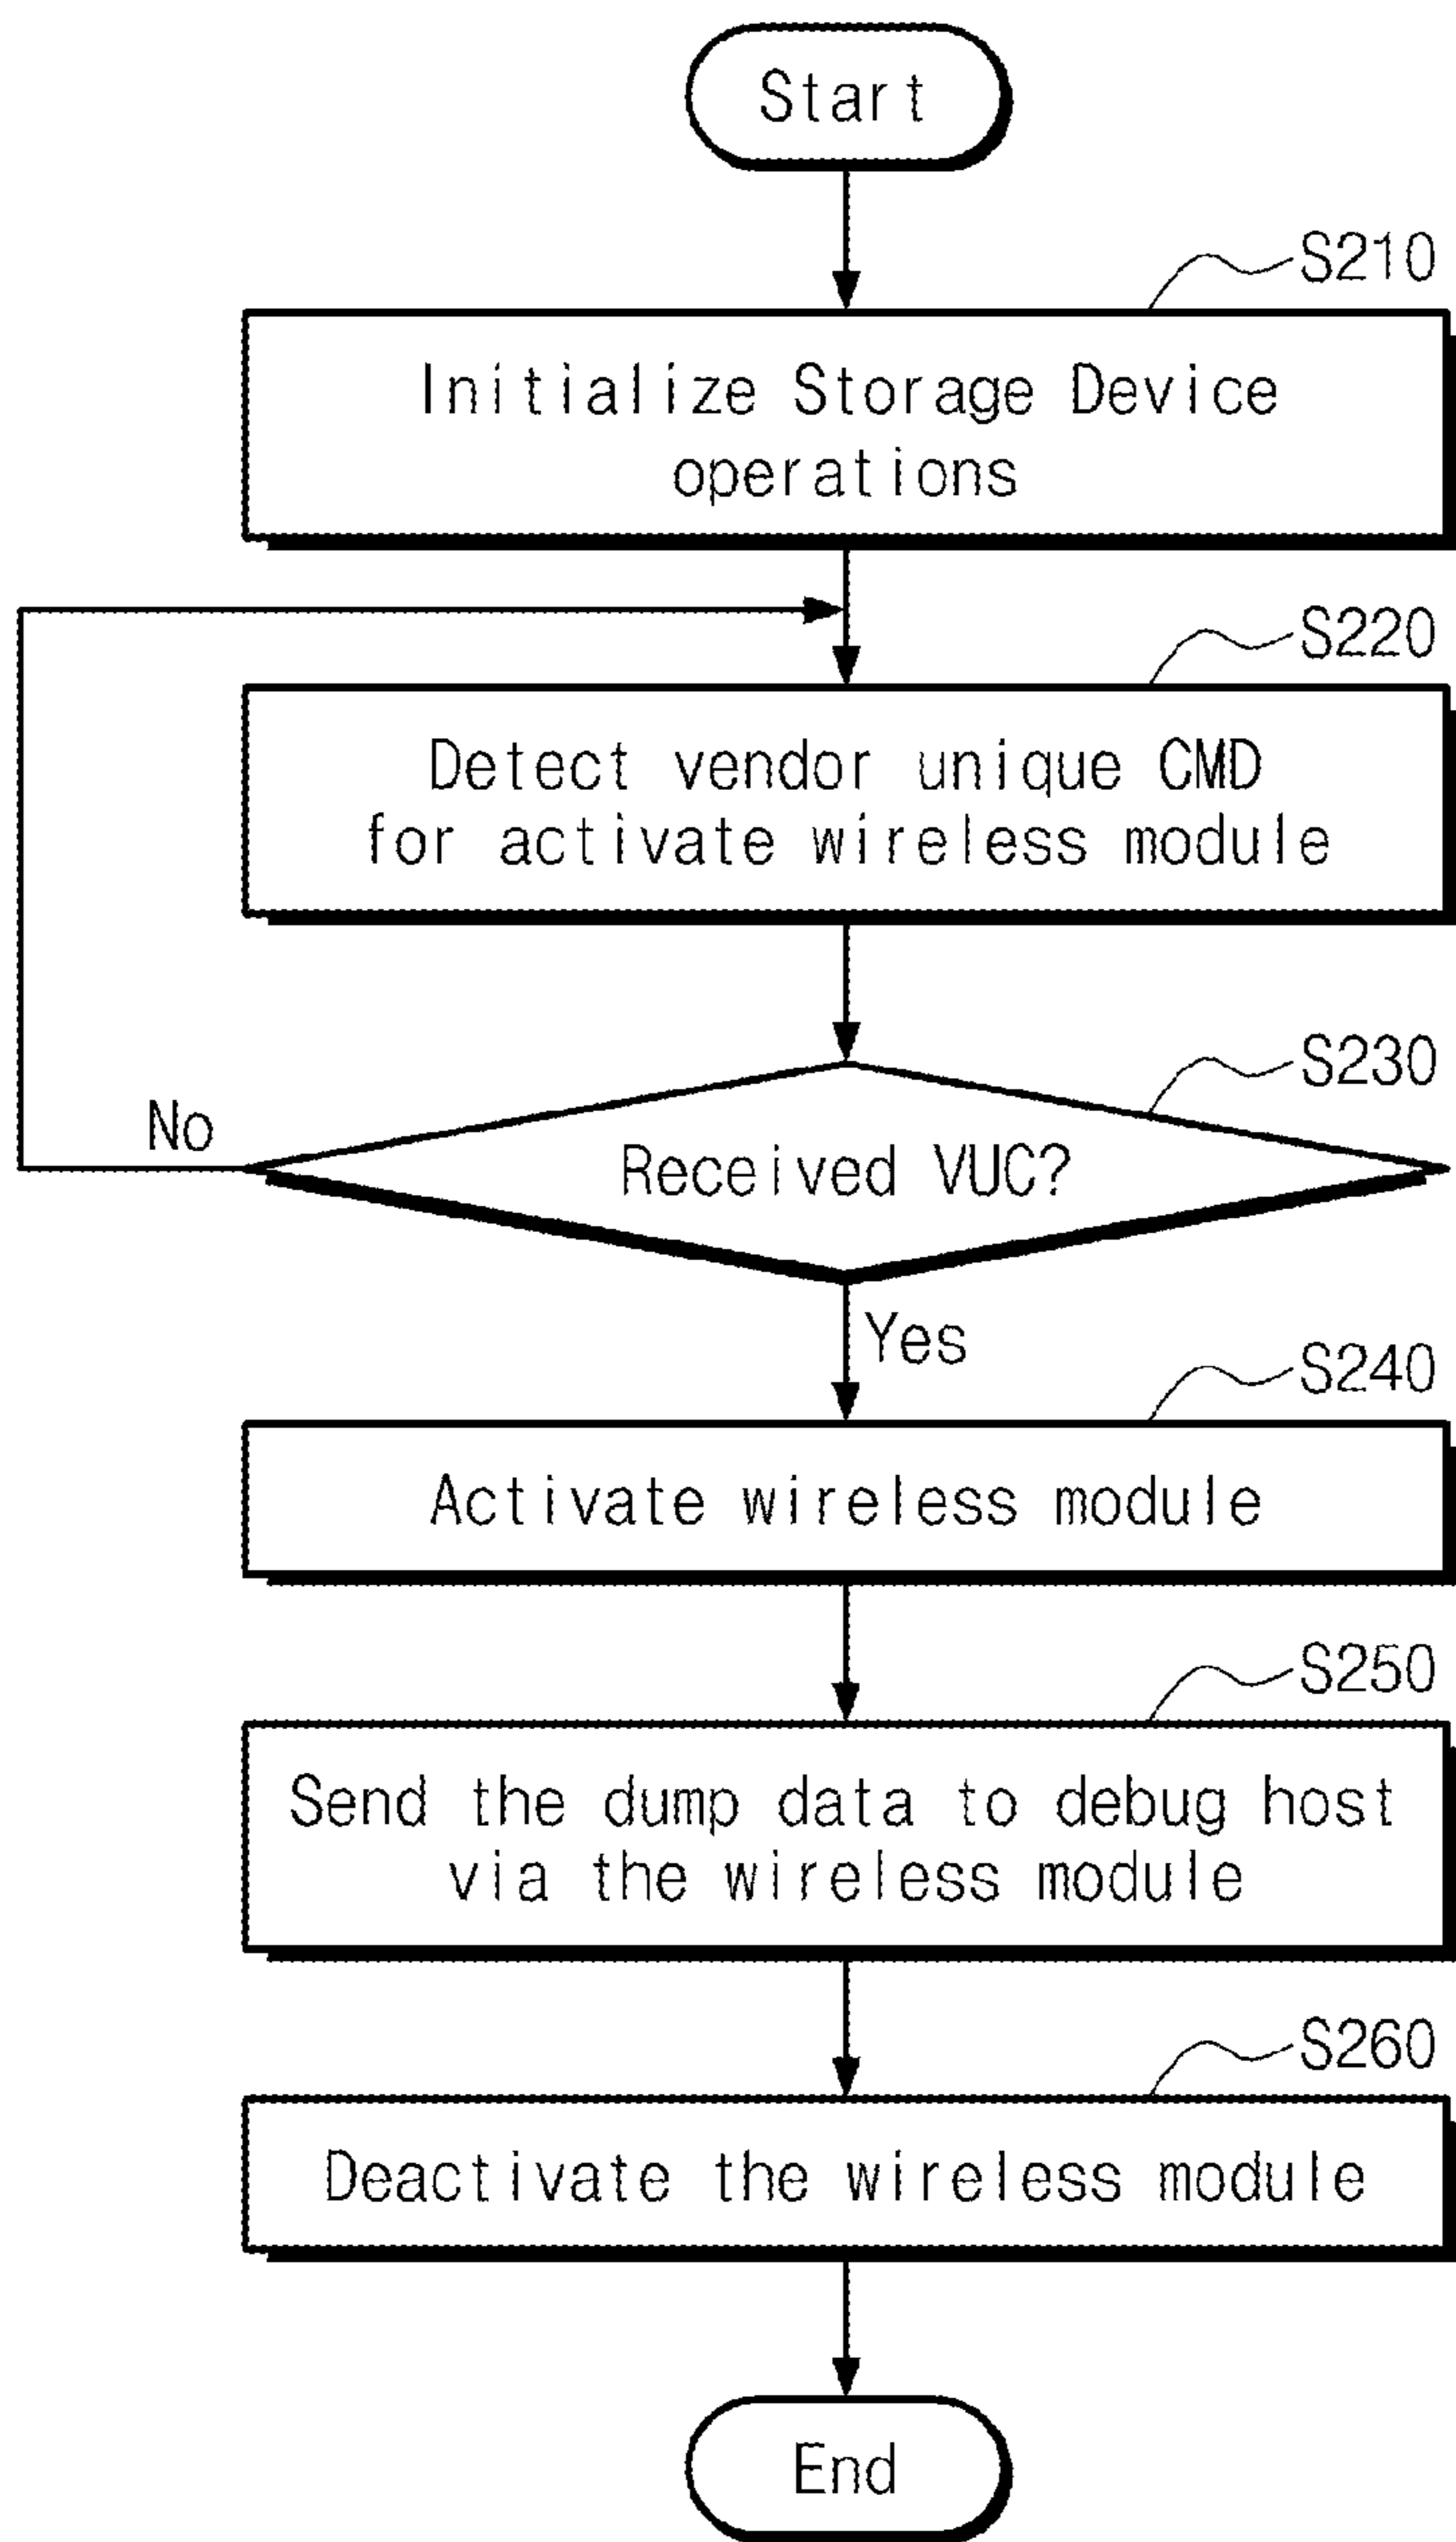 Start
S210
Initialize Storage Device
operations
S220
Detect vendor unique CMD
for activate wireless module
S230
No
Received VUC?
Yes
S240
Activate wireless module
S250
Send the dump data to debug host
via the wireless module
S260
Deactivate the wireless module
End